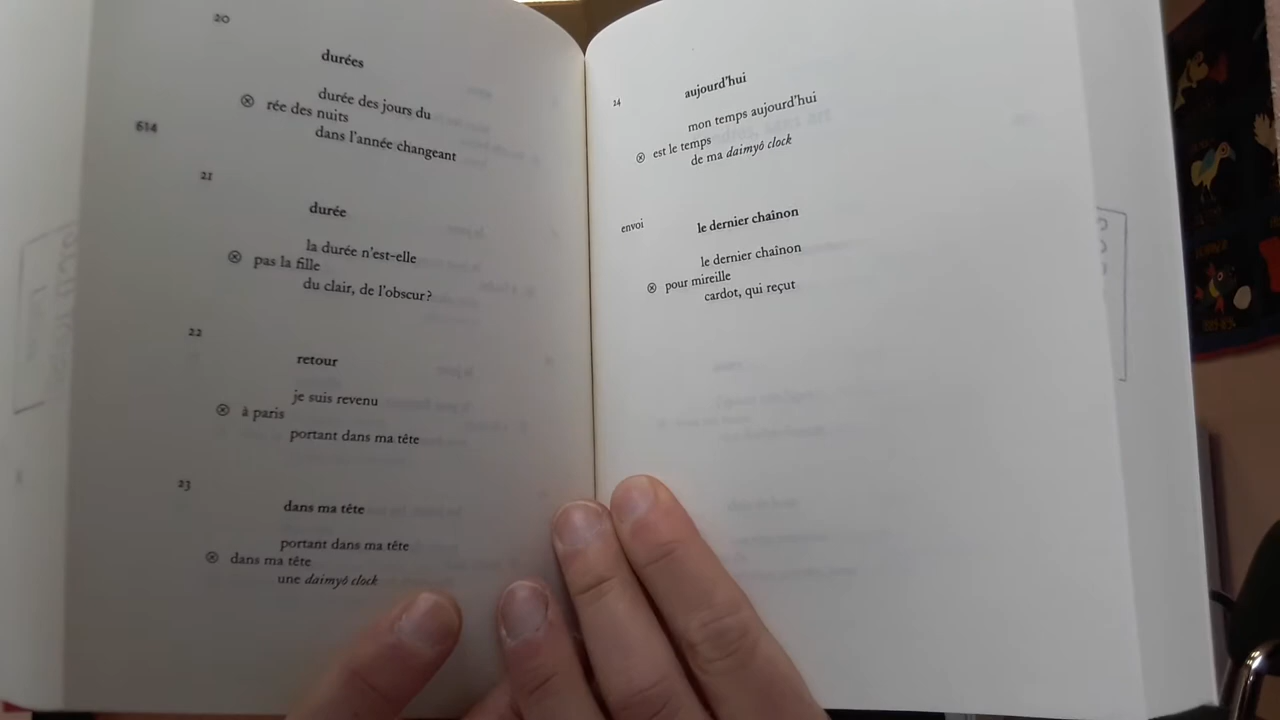 20
durées
durée des jours du
⊗ rée des nuits
dans l'année changeant
614
21
durée
la durée n'est-elle
⊗ pas la fille
du clair, de l'obscur ?
22
retour
je suis revenu
⊗ à paris
portant dans ma tête
23
dans ma tête
portant dans ma tête
⊗ dans ma tête
une daimyô clock
24
aujourd'hui
mon temps aujourd'hui
⊗ est le temps
de ma daimyô clock
envoi
le dernier chaînon
le dernier chaînon
⊗ pour mireille
cardot, qui reçut